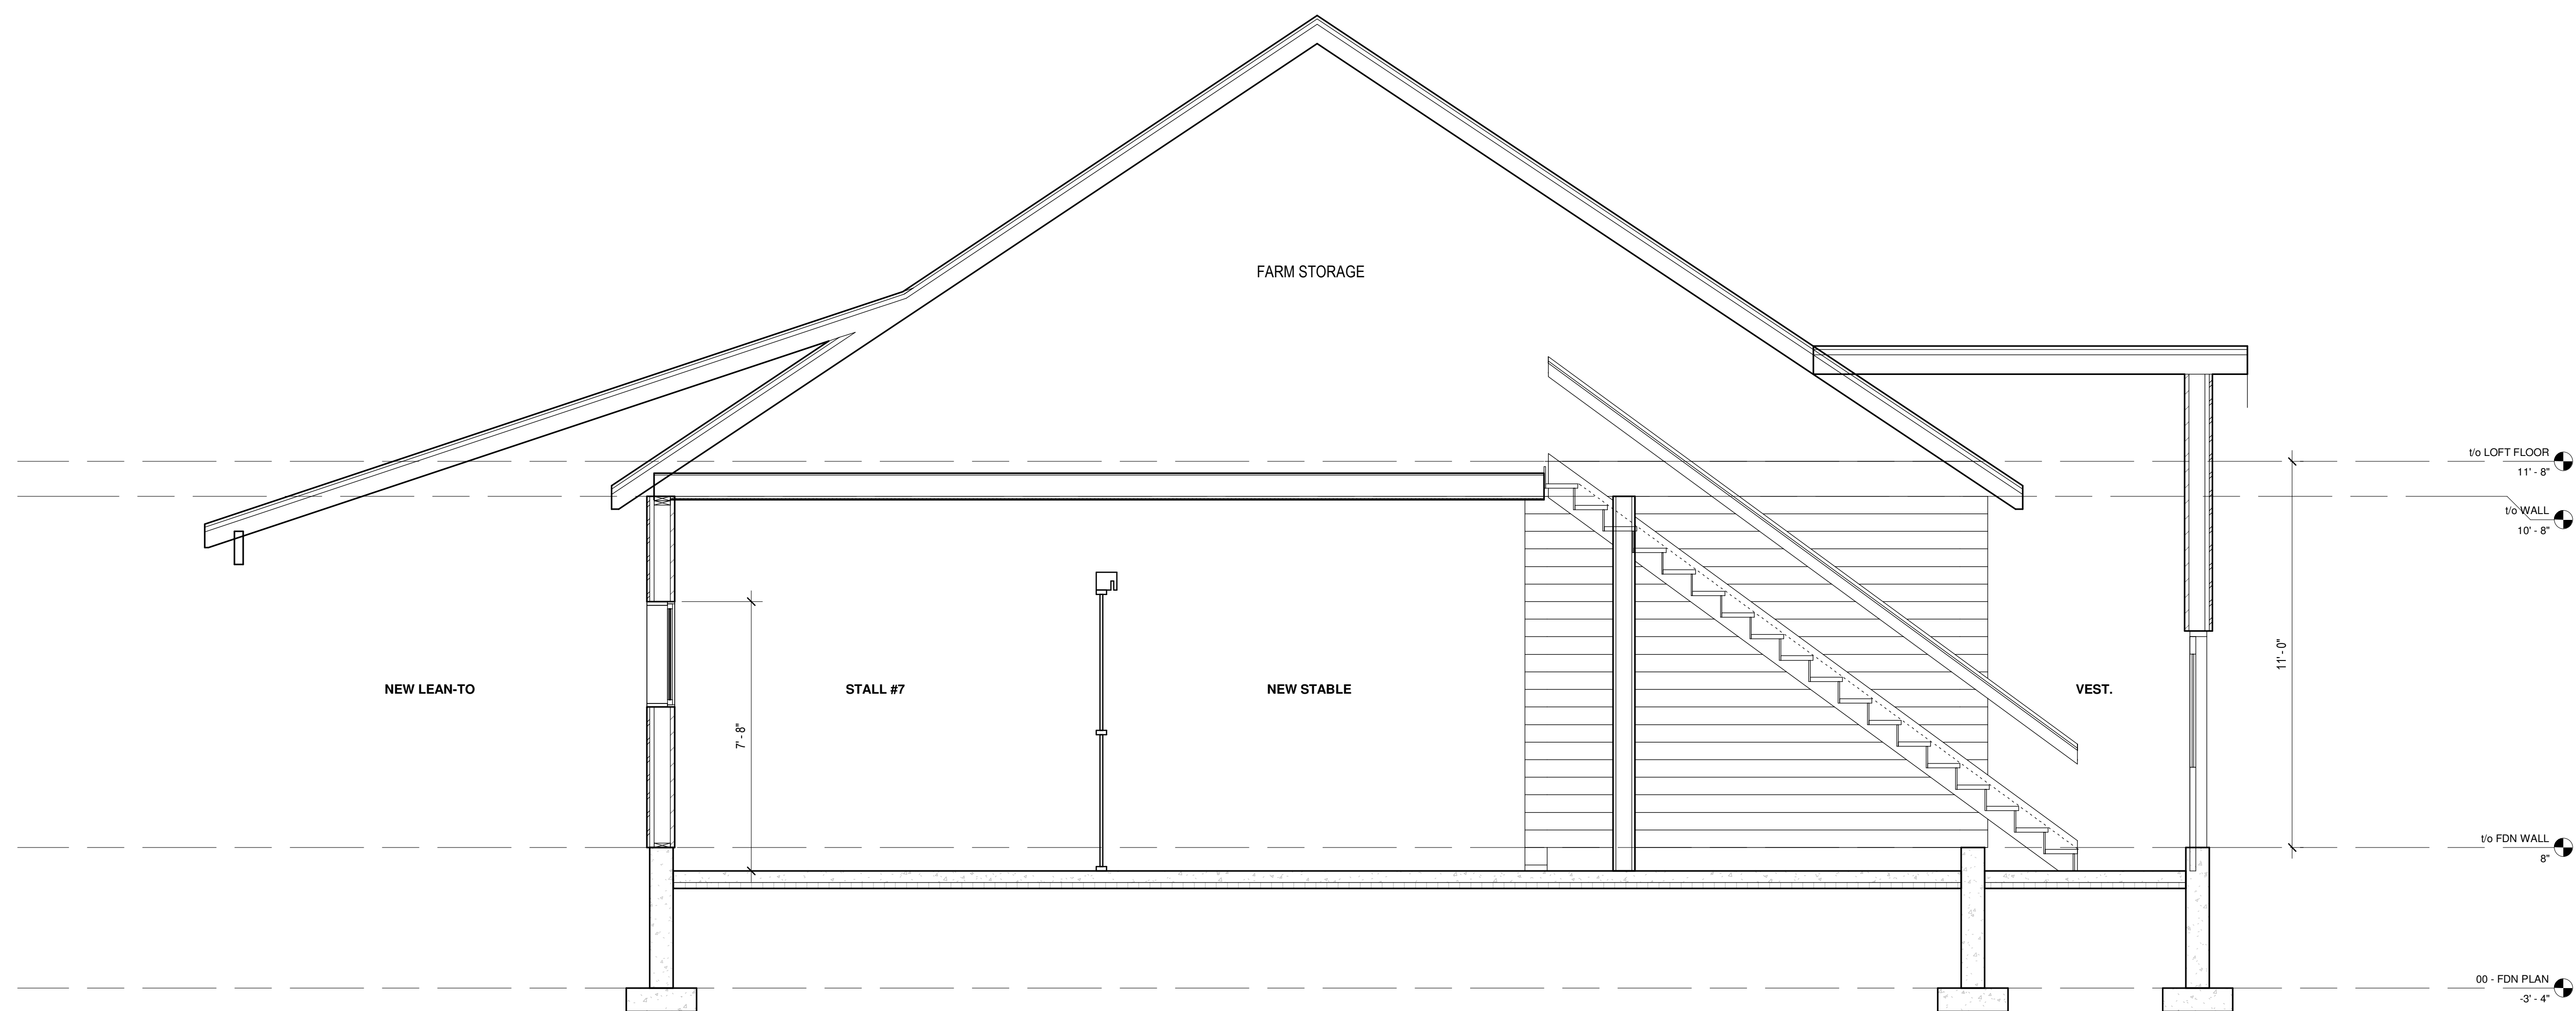 FARM STORAGE
t/o LOFT FLOOR
11' - 8"
t/o WALL
10' - 8"
11' - 0"
NEW LEAN-TO
STALL #7
NEW STABLE
VEST.
7' - 8"
t/o FDN WALL
8"
00 - FDN PLAN
-3' - 4"